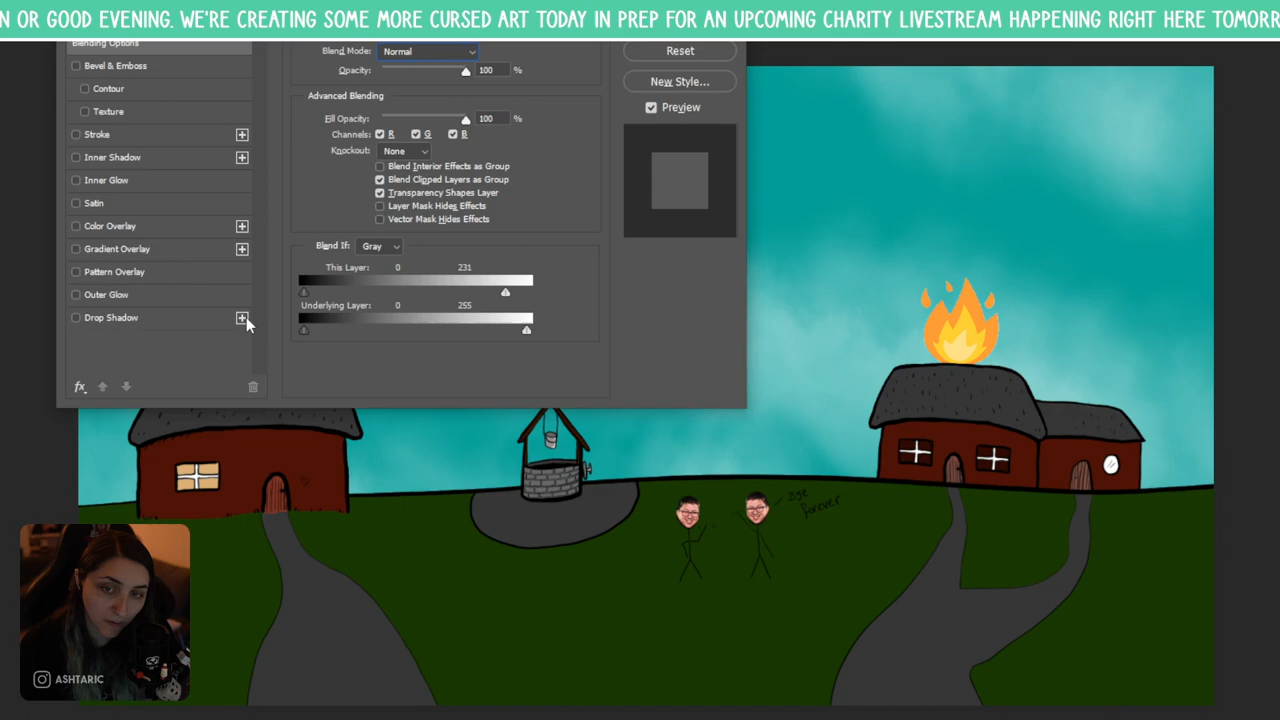 N OR GOOD EVENING. WE'RE CREATING SOME MORE CURSED ART TODAY IN PREP FOR AN UPCOMING CHARITY LIVESTREAM HAPPENING RIGHT HERE TOMORR
Blending Options
Bevel & Emboss
Contour
Texture
Stroke
Inner Shadow
Inner Glow
Satin
Color Overlay
Gradient Overlay
Pattern Overlay
Outer Glow
Drop Shadow
fx
Blend Mode: Normal
Opacity: 100 %
Advanced Blending
Fill Opacity: 100 %
Channels: R G B
Knockout: None
Blend Interior Effects as Group
Blend Clipped Layers as Group
Transparency Shapes Layer
Layer Mask Hides Effects
Vector Mask Hides Effects
Blend If: Gray
This Layer: 0 231
Underlying Layer: 0 255
Reset
New Style...
Preview
forever
ASHTARIC